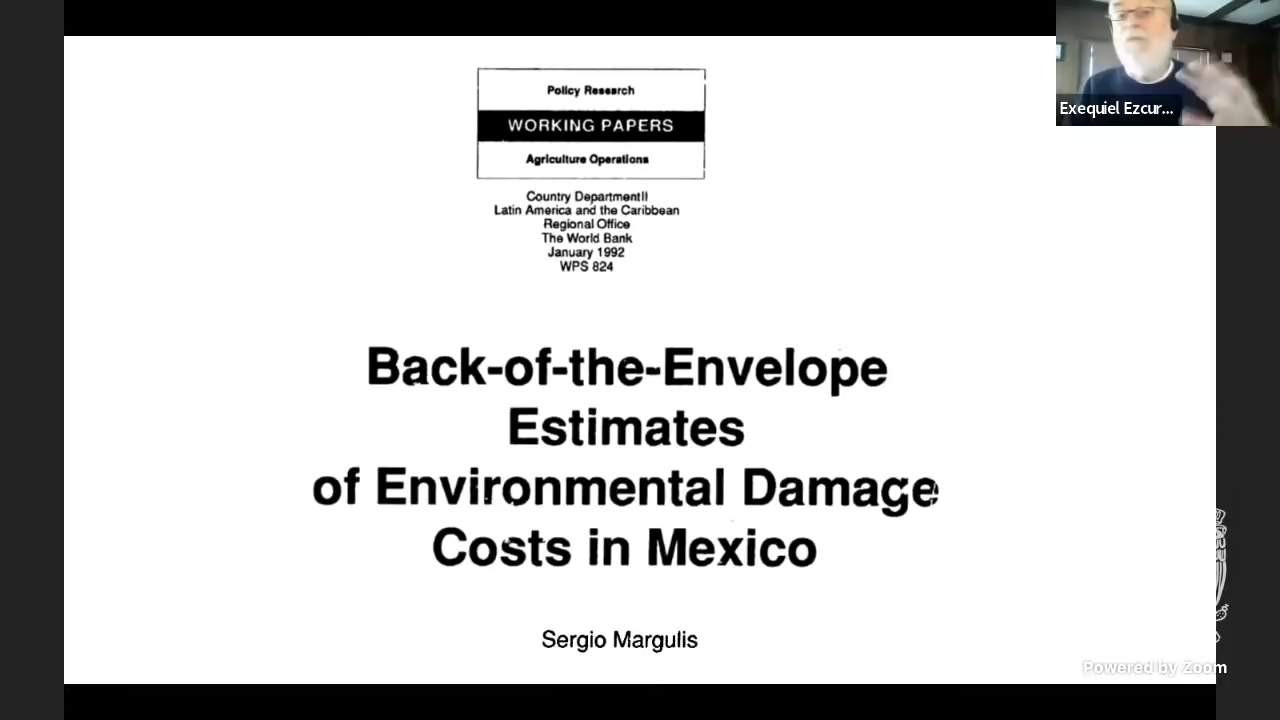 Policy Research
WORKING PAPERS
Agriculture Operations
Country DepartmentII
Latin America and the Caribbean
Regional Office
The World Bank
January 1992
WPS 824
Back-of-the-Envelope
Estimates
of Environmental Damage
Costs in Mexico
Sergio Margulis
Exequiel Ezcur...
Powered by Zoom